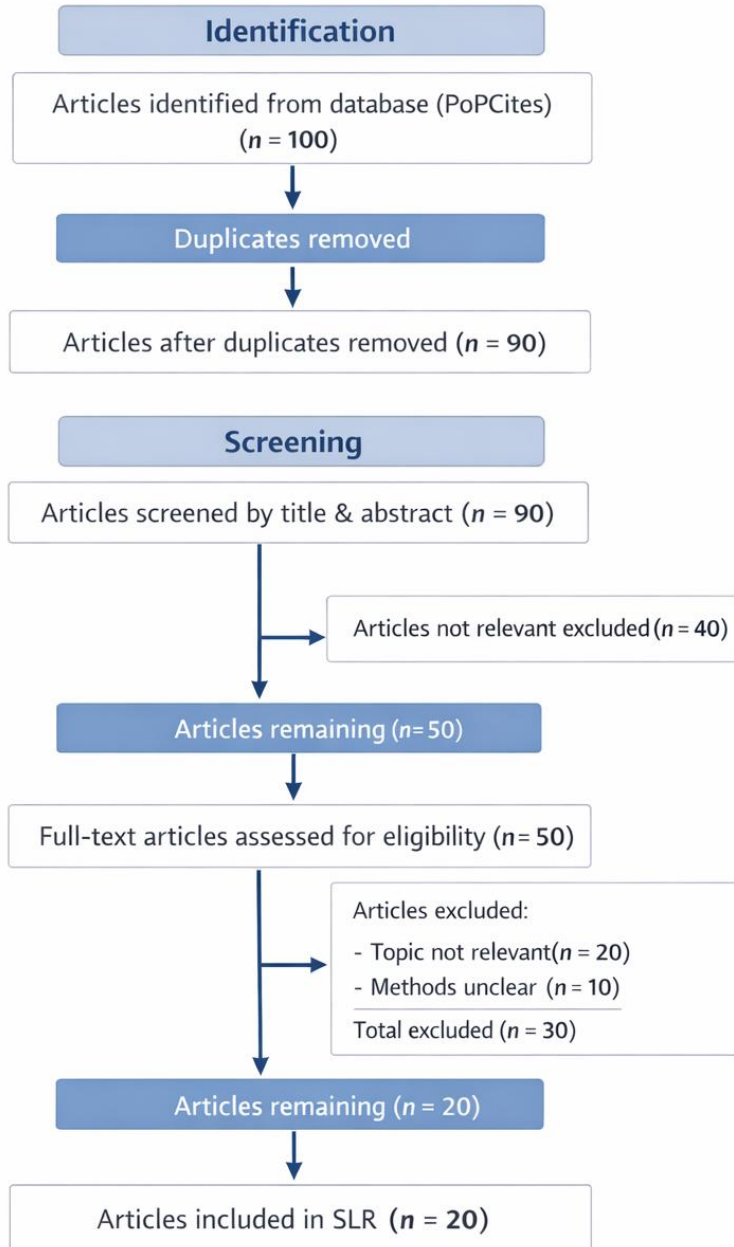 Identification
Articles identified from database (PoPCites)
(n = 100)
Duplicates removed
Articles after duplicates removed (n = 90)
Screening
Articles screened by title & abstract (n = 90)
Articles not relevant excluded (n = 40)
Articles remaining (n = 50)
Full-text articles assessed for eligibility (n = 50)
Articles excluded:
- Topic not relevant(n = 20)
- Methods unclear (n = 10)
Total excluded (n = 30)
Articles remaining (n = 20)
Articles included in SLR (n = 20)